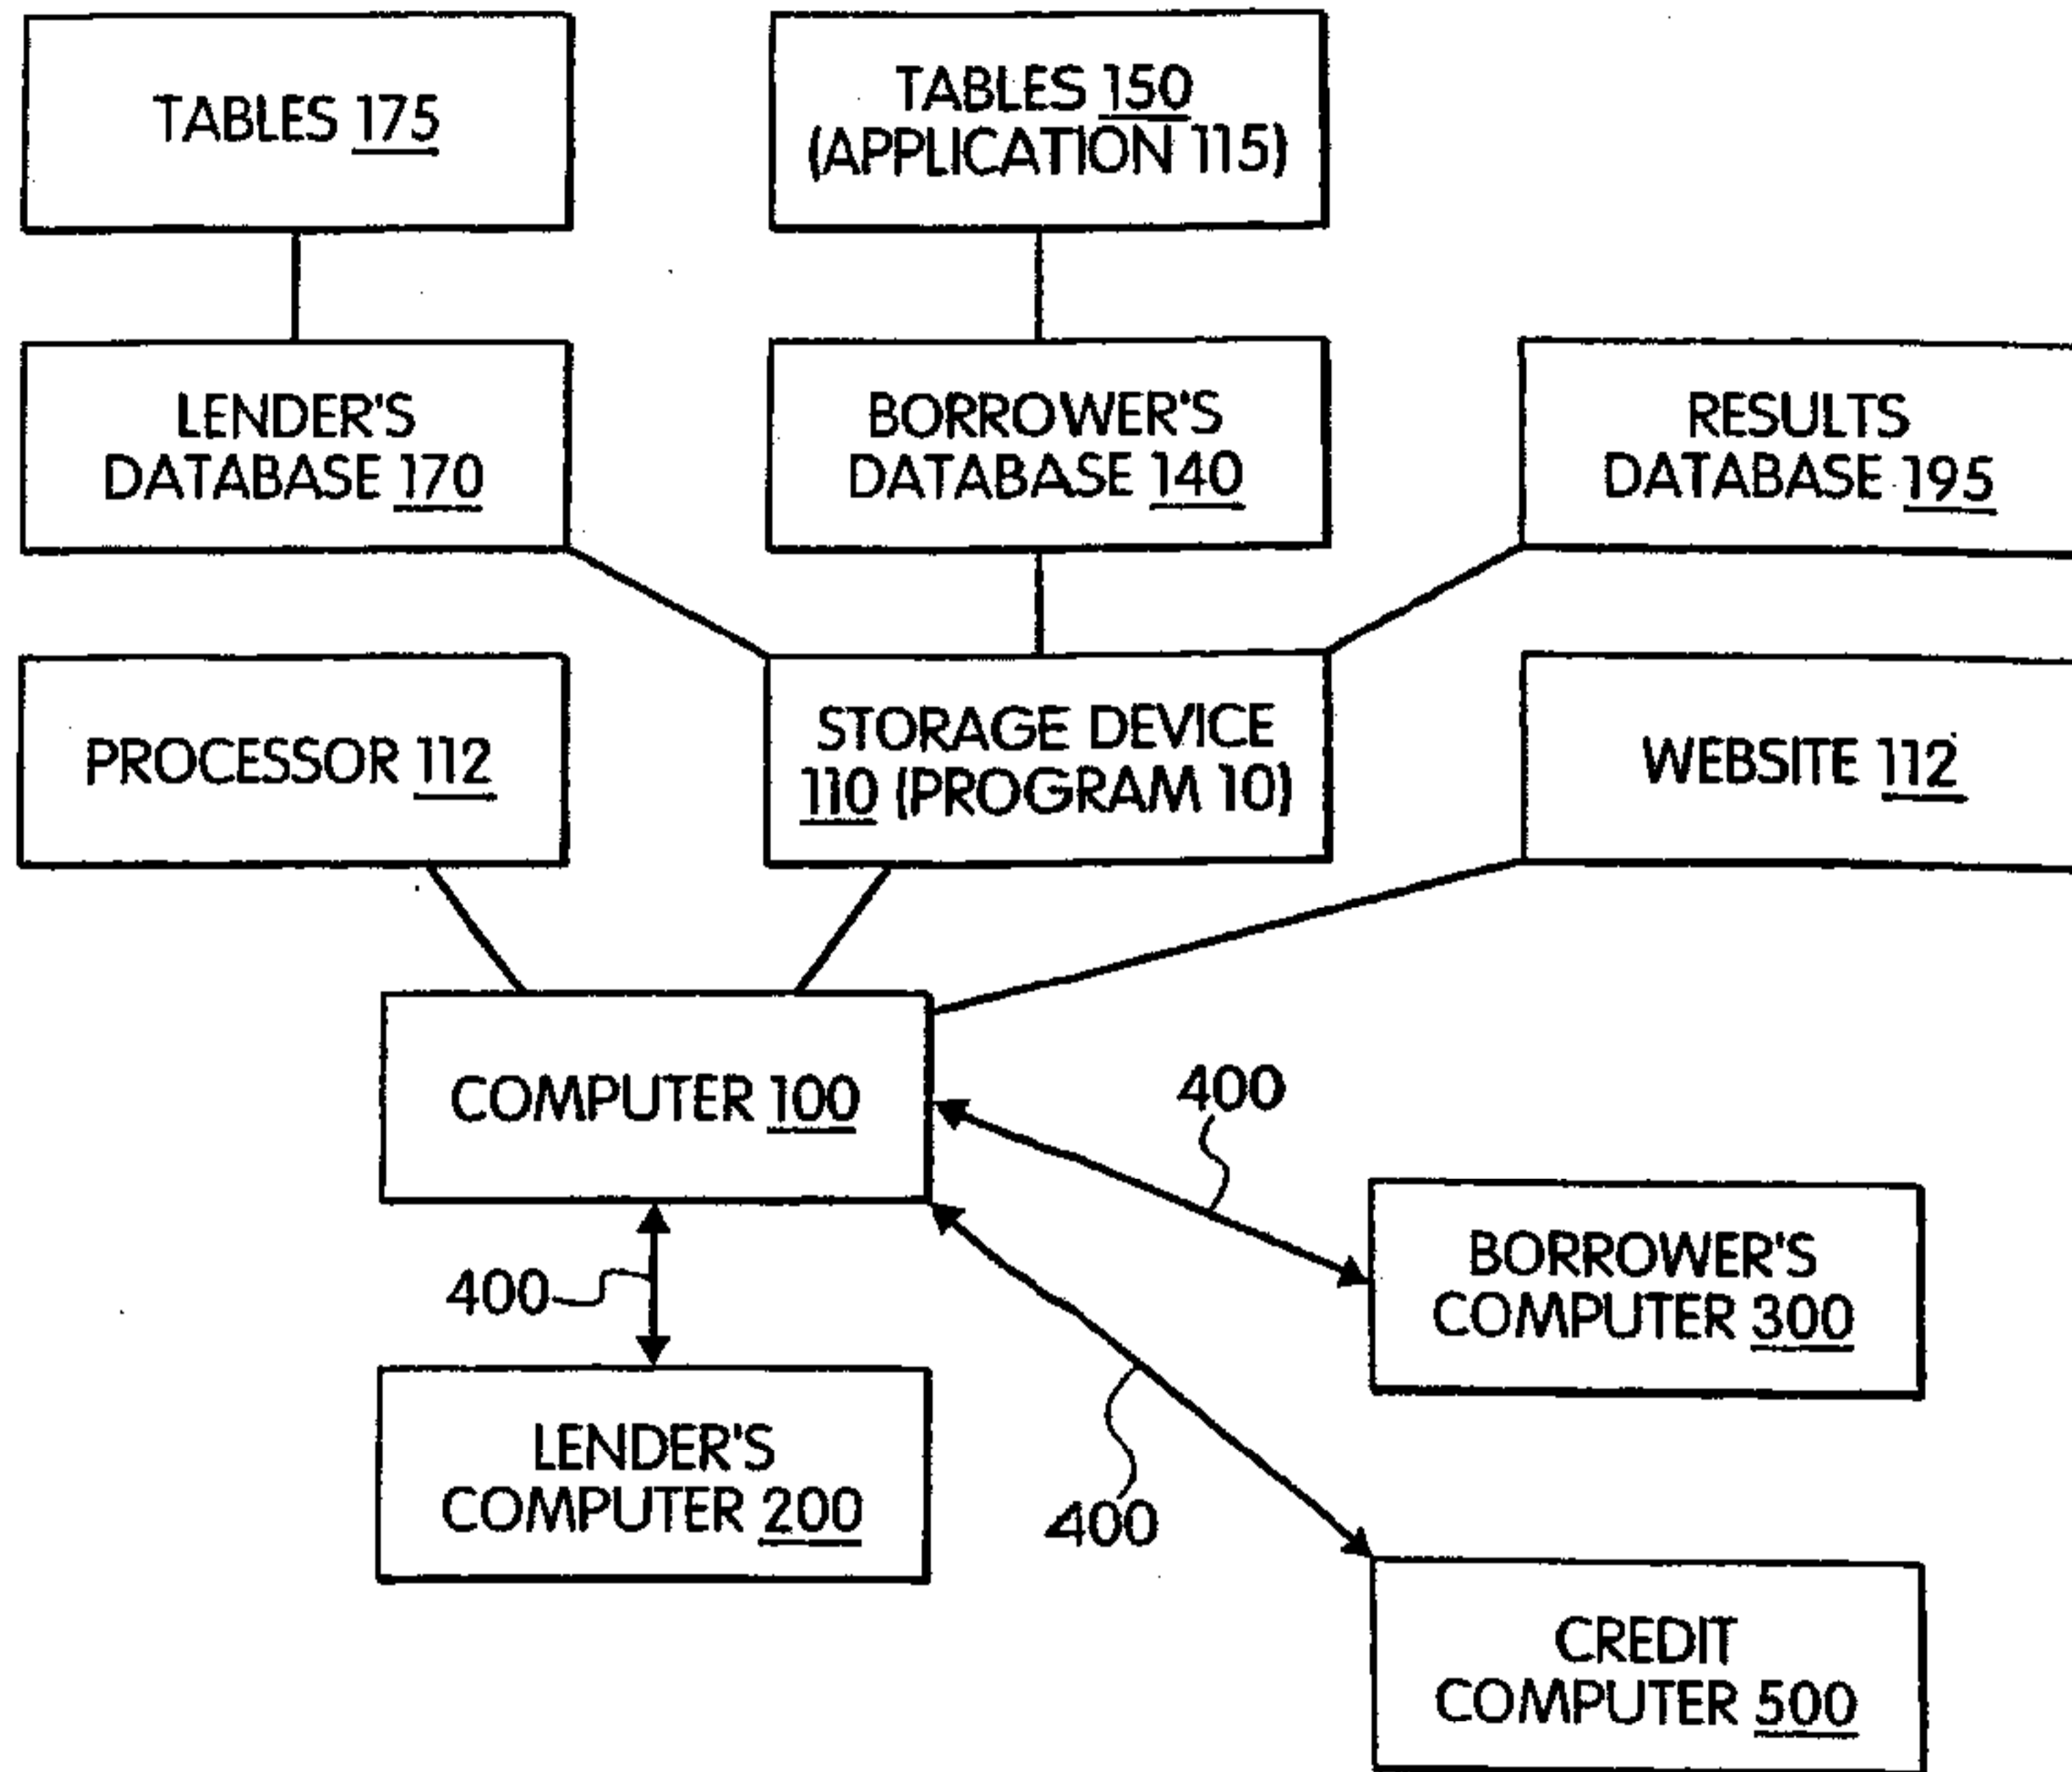 TABLES 175
TABLES 150
(APPLICATION 115)
LENDER'S
DATABASE 170
BORROWER'S
DATABASE 140
RESULTS
DATABASE 195
PROCESSOR 112
STORAGE DEVICE
110 (PROGRAM 10)
WEBSITE 112
COMPUTER 100
400
400
BORROWER'S
COMPUTER 300
LENDER'S
COMPUTER 200
400
CREDIT
COMPUTER 500